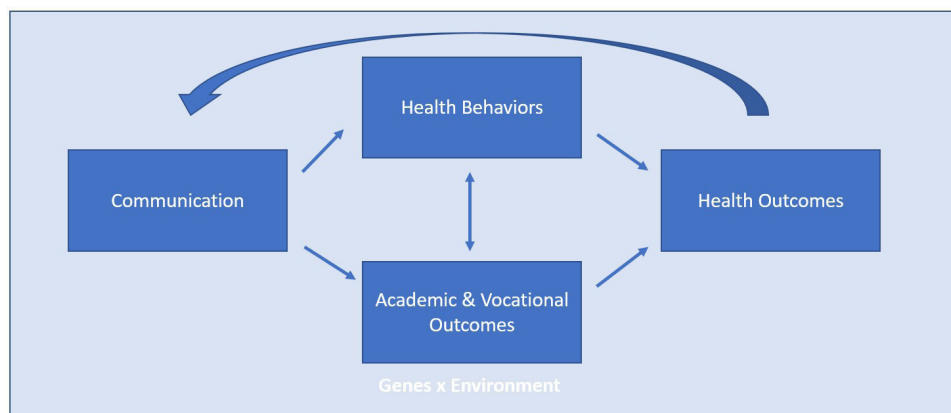 Health Behaviors
Communication
Health Outcomes
Academic & Vocational
Outcomes
Genes x Environment